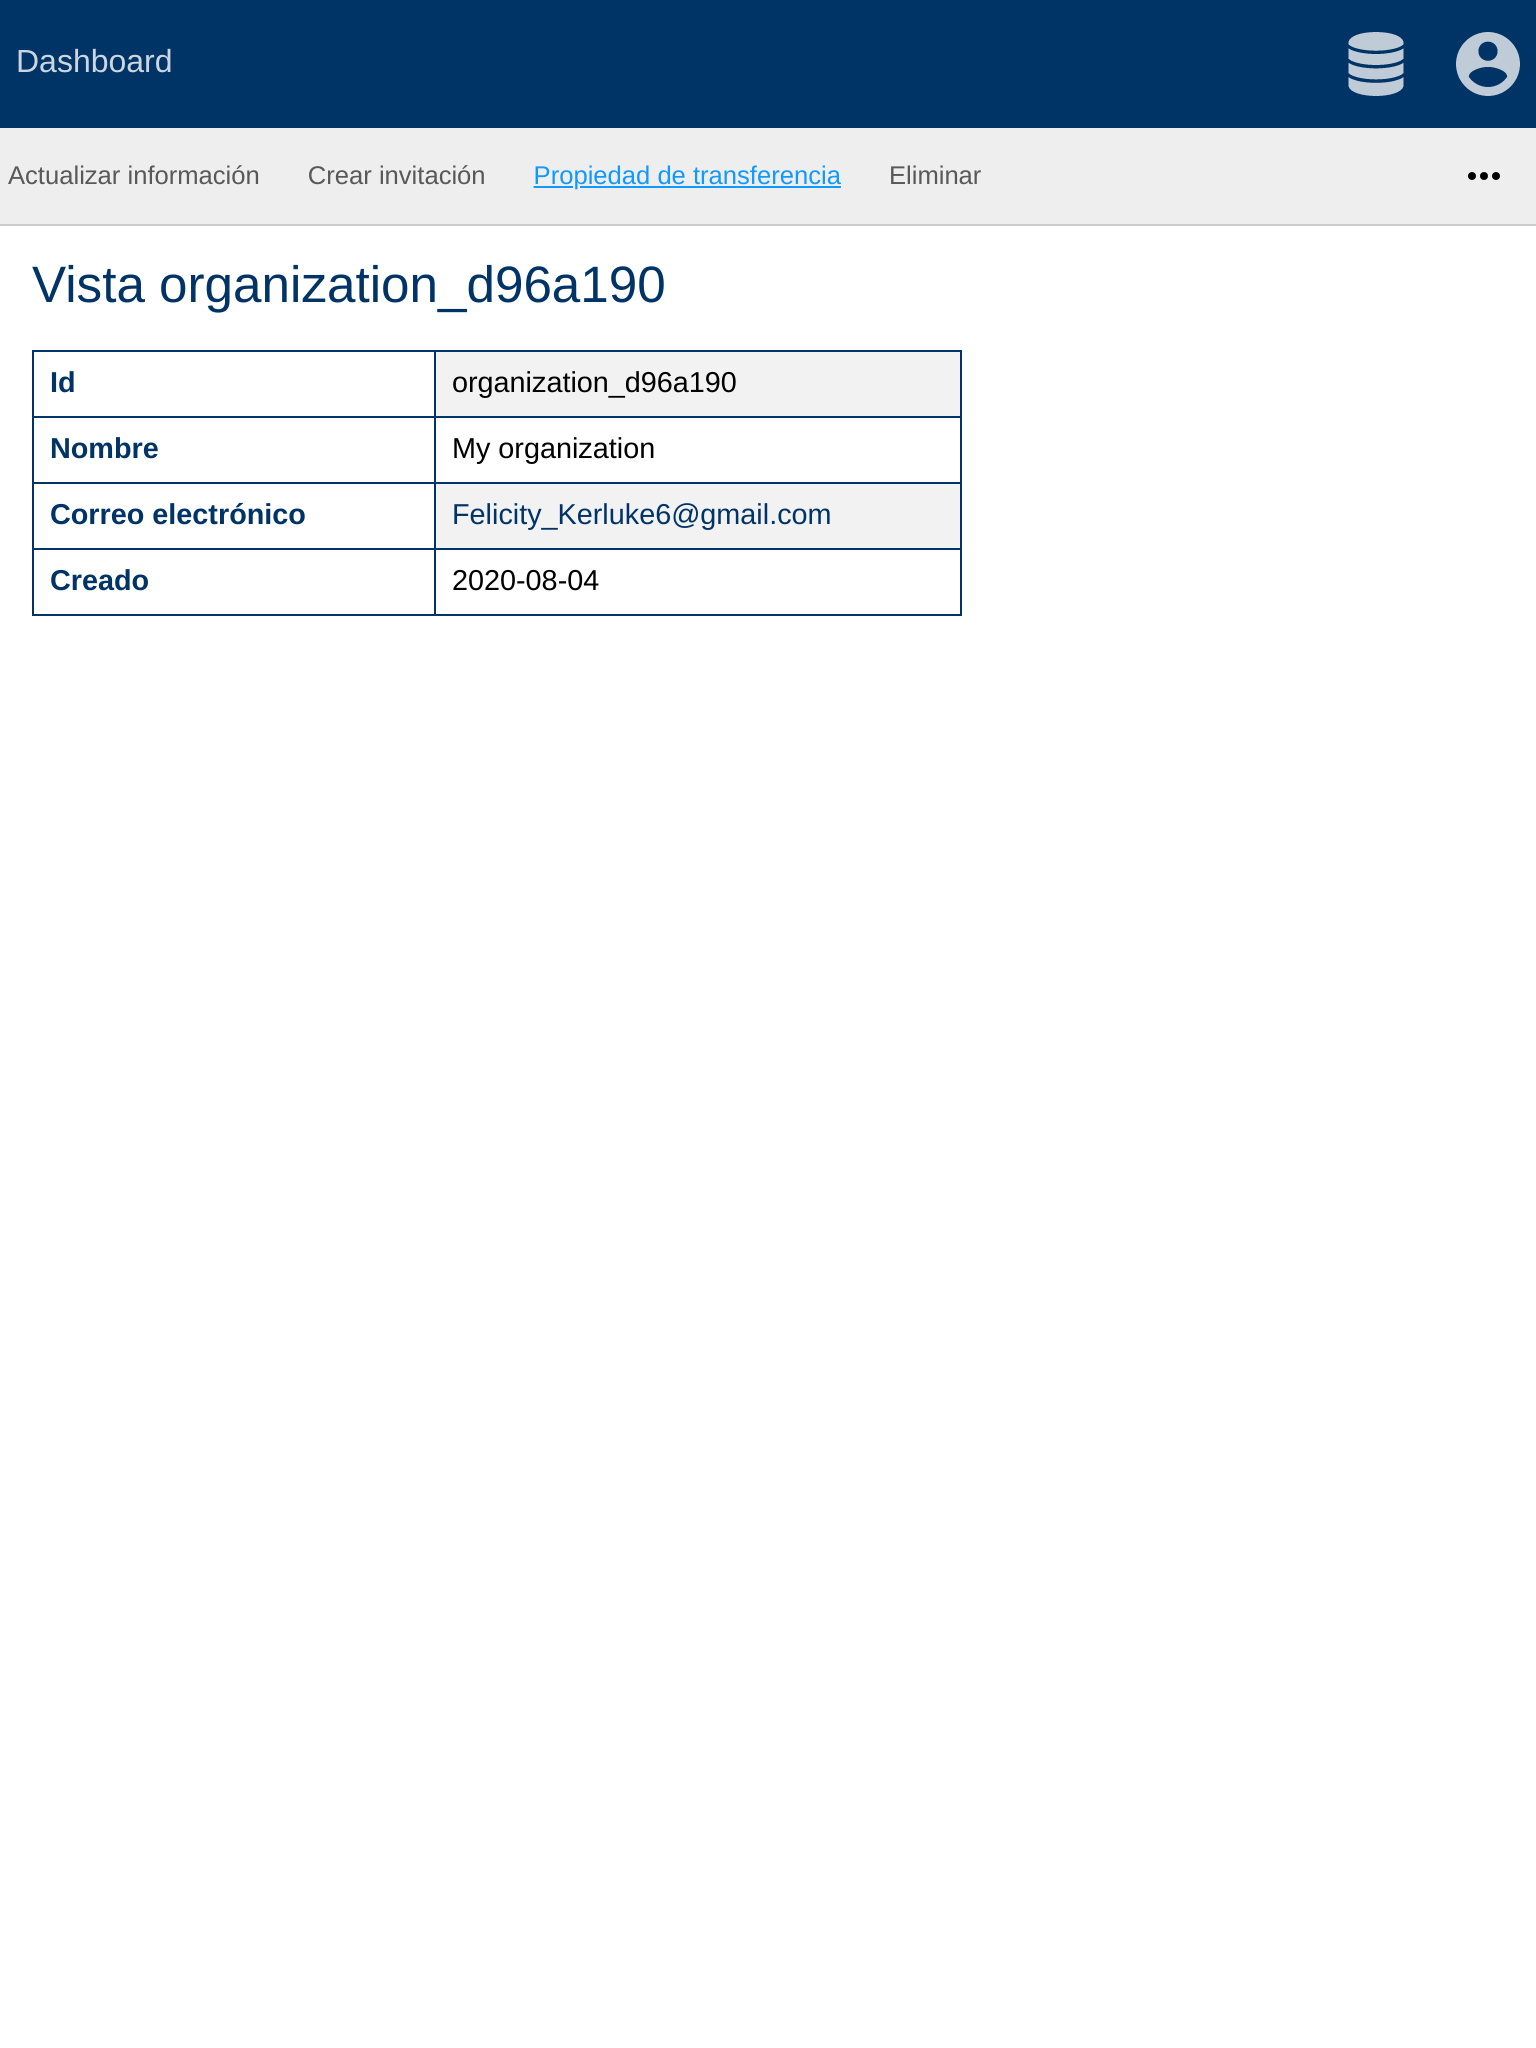 Dashboard
Actualizar información Crear invitación Propiedad de transferencia Eliminar
Vista organization_d96a190
Id organization_d96a190
Nombre My organization
Correo electrónico Felicity_Kerluke6@gmail.com
Creado 2020-08-04